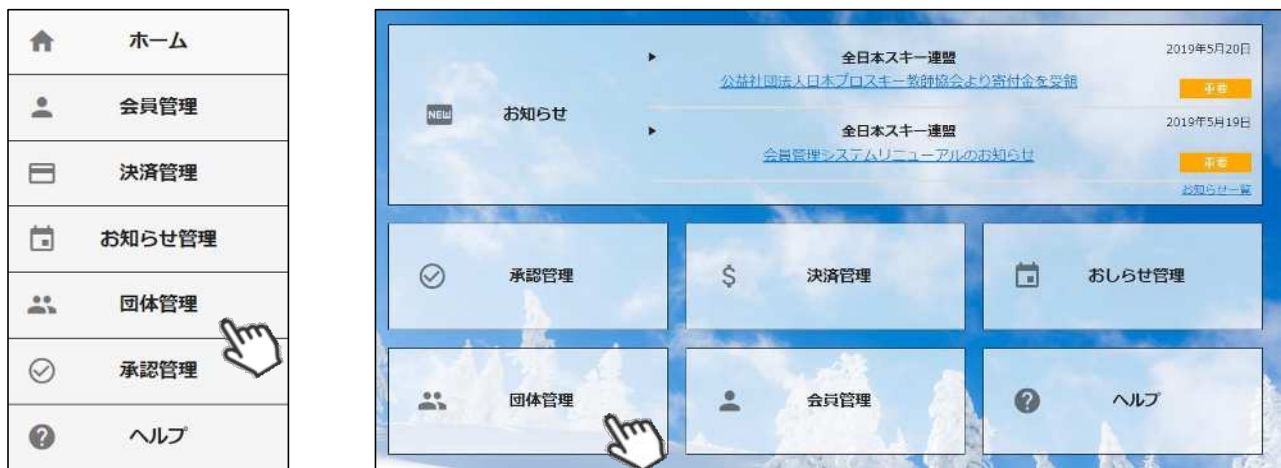 ホーム
会員管理
決済管理
お知らせ管理
団体管理
承認管理
ヘルプ
NEW
お知らせ
全日本スキー連盟
2019年5月20日
公益社団法人日本プロスキー教師協会より寄付金を受領
重要
全日本スキー連盟
2019年5月19日
会員管理システムリニューアルのお知らせ
重要
お知らせ一覧
承認管理
$
決済管理
おしらせ管理
団体管理
会員管理
ヘルプ